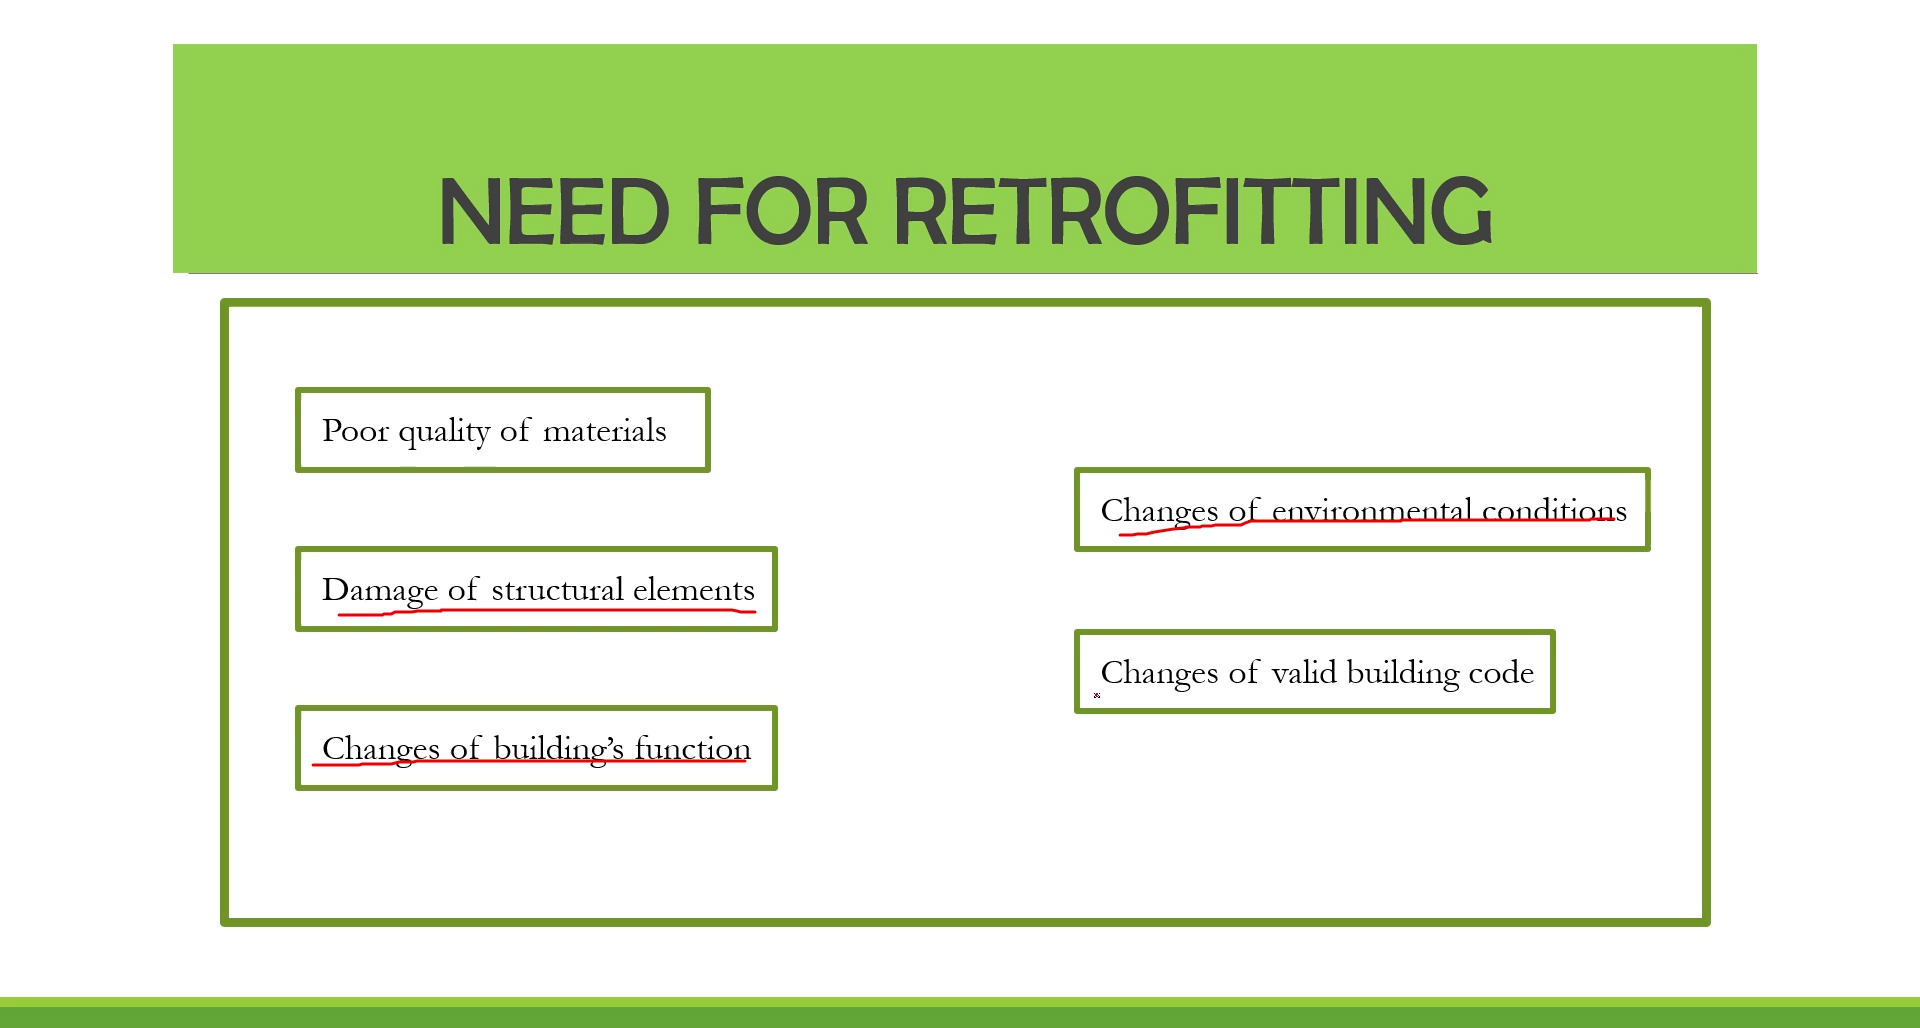 NEED FOR RETROFITTING
Poor quality of materials
Damage of structural elements
Changes of building’s function
Changes of environmental conditions
Changes of valid building code